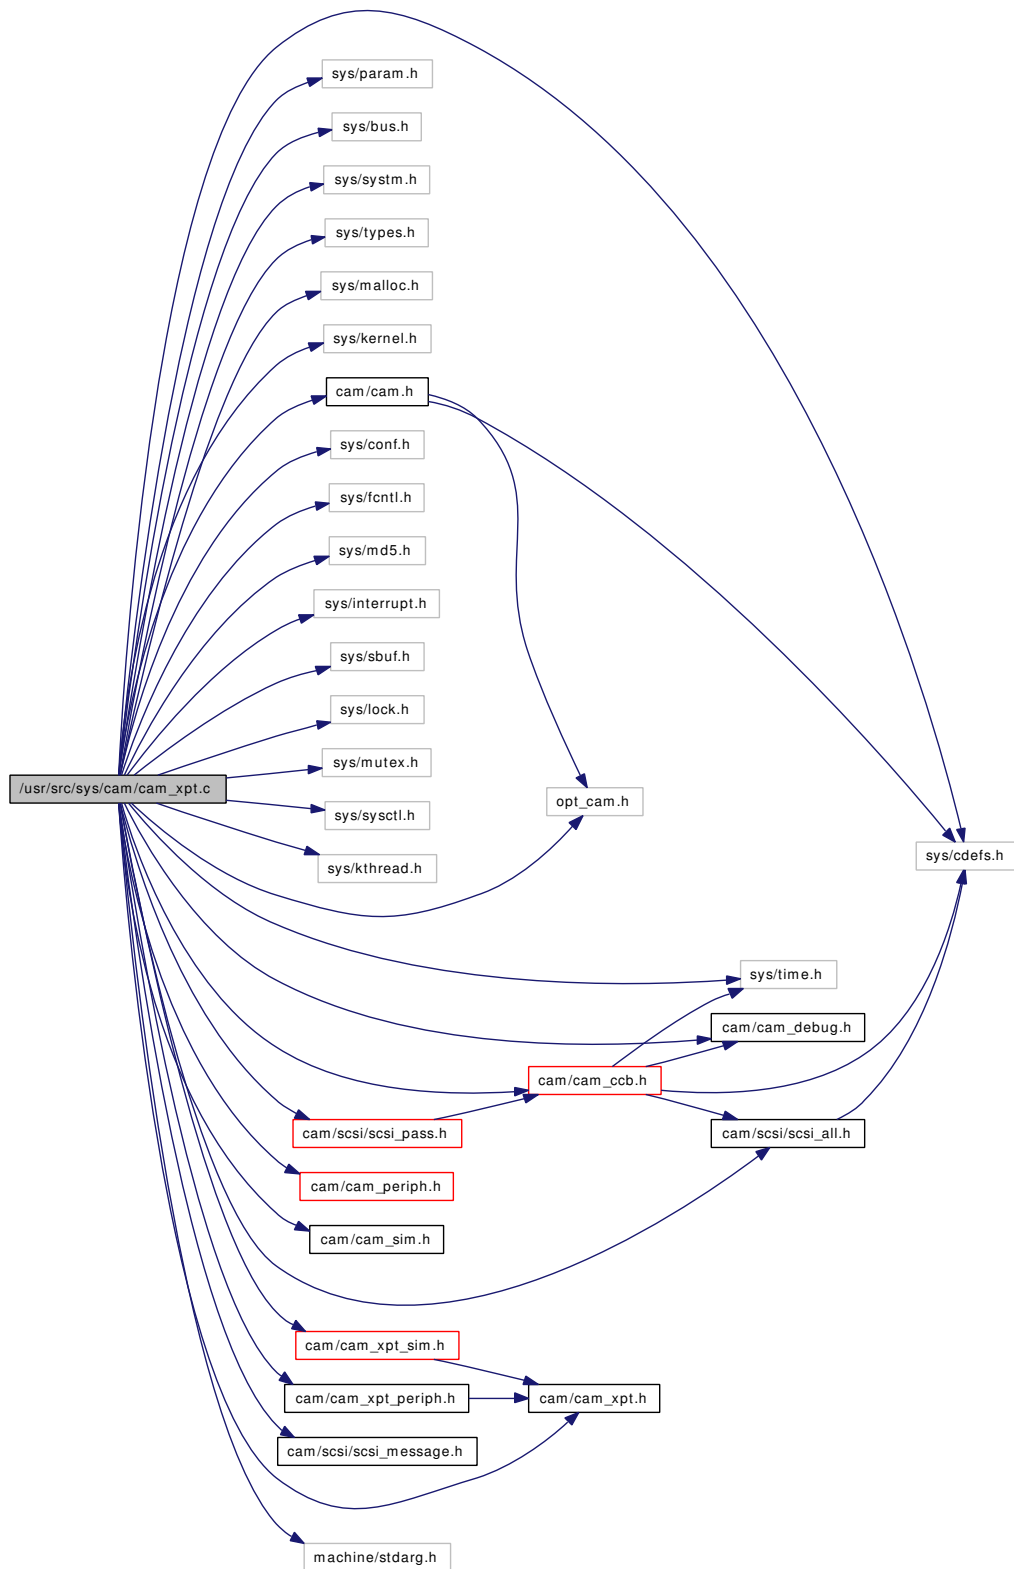 sys/param.h
sys/bus.h
sys/systm.h
sys/types.h
sys/malloc.h
sys/kernel.h
cam/cam.h
sys/conf.h
sys/fcntl.h
sys/md5.h
sys/interrupt.h
sys/sbuf.h
sys/lock.h
sys/mutex.h
/usr/src/sys/cam/cam_xpt.c
opt_cam.h
sys/sysctl.h
sys/cdefs.h
sys/kthread.h
sys/time.h
cam/cam_debug.h
cam/cam_ccb.h
cam/scsi/scsi_pass.h
cam/scsi/scsi_all.h
cam/cam_periph.h
cam/cam_sim.h
cam/cam_xpt_sim.h
cam/cam_xpt_periph.h
cam/cam_xpt.h
cam/scsi/scsi_message.h
machine/stdarg.h